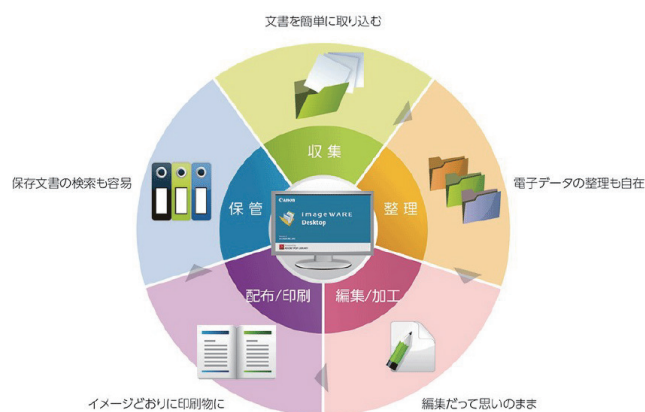 文書を簡単に取り込む
収集
保存文書の検索も容易
保管
整理
電子データの整理も自在
Canon
imageWARE
Desktop
配布/印刷
編集/加工
イメージどおりに印刷物に
編集だって思いのまま